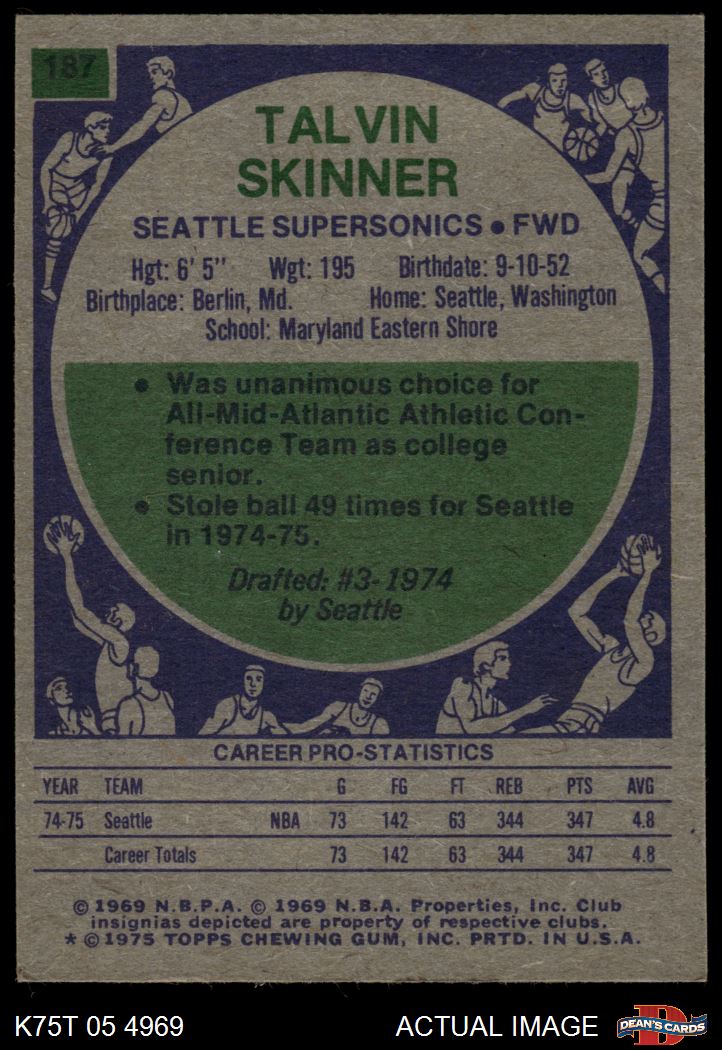 187
TALVIN
SKINNER
SEATTLE SUPERSONICS • FWD
Hgt: 6' 5" Wgt: 195 Birthdate: 9-10-52
Birthplace: Berlin, Md. Home: Seattle, Washington
School: Maryland Eastern Shore
• Was unanimous choice for
All-Mid-Atlantic Athletic Con-
ference Team as college
senior.
• Stole ball 49 times for Seattle
in 1974-75.
Drafted: #3-1974
by Seattle
CAREER PRO-STATISTICS
YEAR TEAM G FG FT REB PTS AVG
74-75 Seattle NBA 73 142 63 344 347 4.8
Career Totals 73 142 63 344 347 4.8
© 1969 N.B.P.A. © 1969 N.B.A. Properties, Inc. Club
insignias depicted are property of respective clubs.
* © 1975 TOPPS CHEWING GUM, INC. PRTD. IN U.S.A.
K75T 05 4969 ACTUAL IMAGE D DEAN'S CARDS